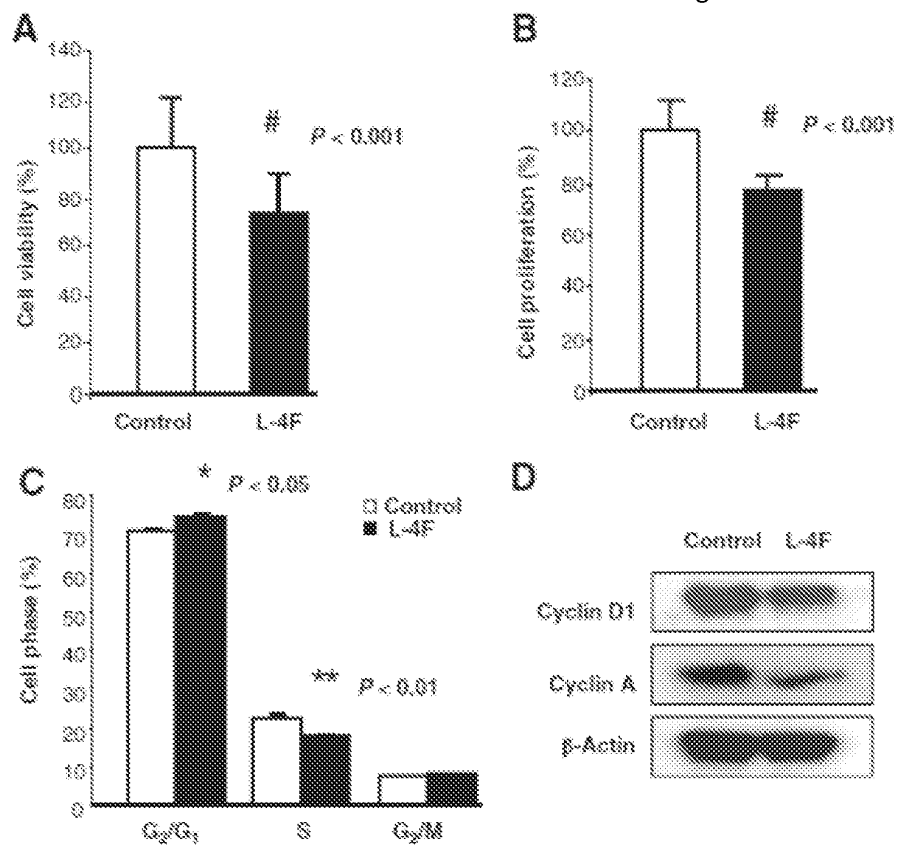 A
140
120
100
80
60
40
20
0
Cell viability (%)
#
P < 0.001
Control
L-4F
B
120
100
80
60
40
20
0
Cell proliferation (%)
#
P < 0.001
Control
L-4F
C
80
70
60
50
40
30
20
10
0
Cell phase (%)
*
P < 0.05
Control
L-4F
**
P < 0.01
G₂/G₁
S
G₂/M
D
Control L-4F
Cyclin D1
Cyclin A
β-Actin